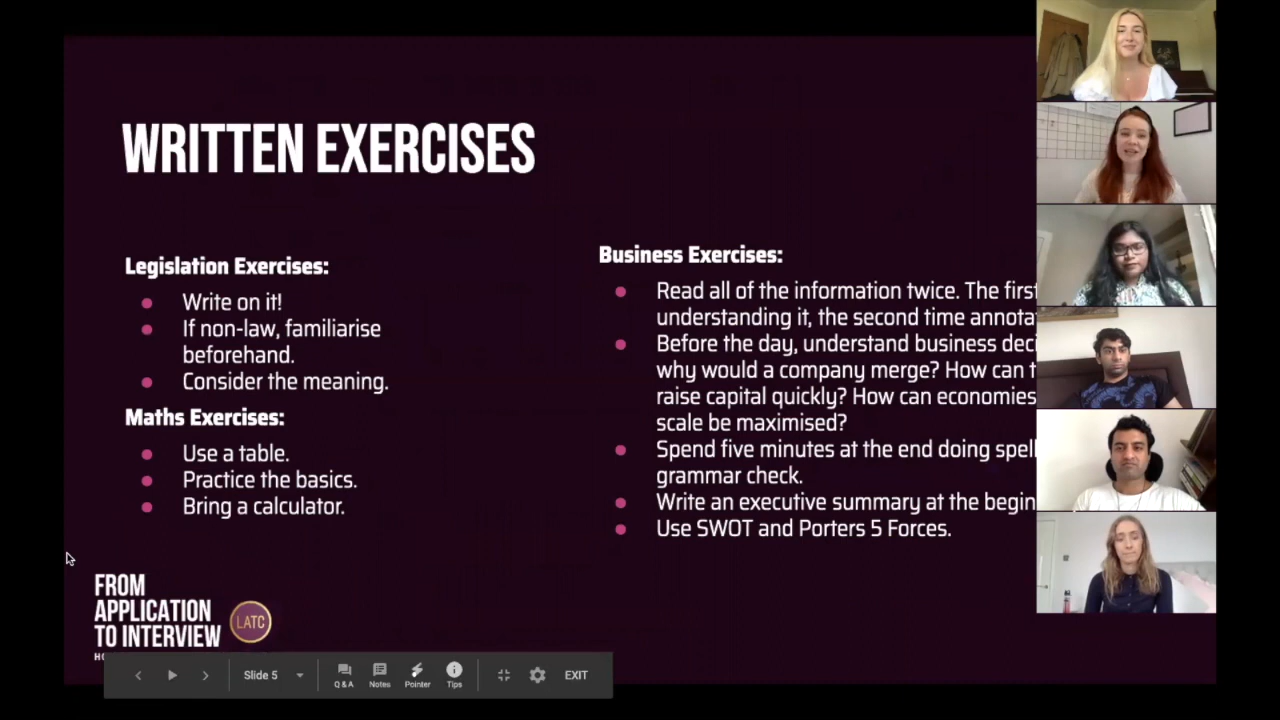 WRITTEN EXERCISES
Legislation Exercises:
Write on it!
If non-law, familiarise
beforehand.
Consider the meaning.
Maths Exercises:
Use a table.
Practice the basics.
Bring a calculator.
Business Exercises:
Read all of the information twice. The first
understanding it, the second time
Before the day, understand business
why would a company merge? How can
raise capital quickly? How can economies
scale be maximised?
Spend five minutes at the end doing
grammar check.
Write an executive summary at the
Use SWOT and Porters 5 Forces.
FROM
APPLICATION
TO INTERVIEW
LATC
Slide 5
Q&A
Notes
Pointer
Tips
EXIT